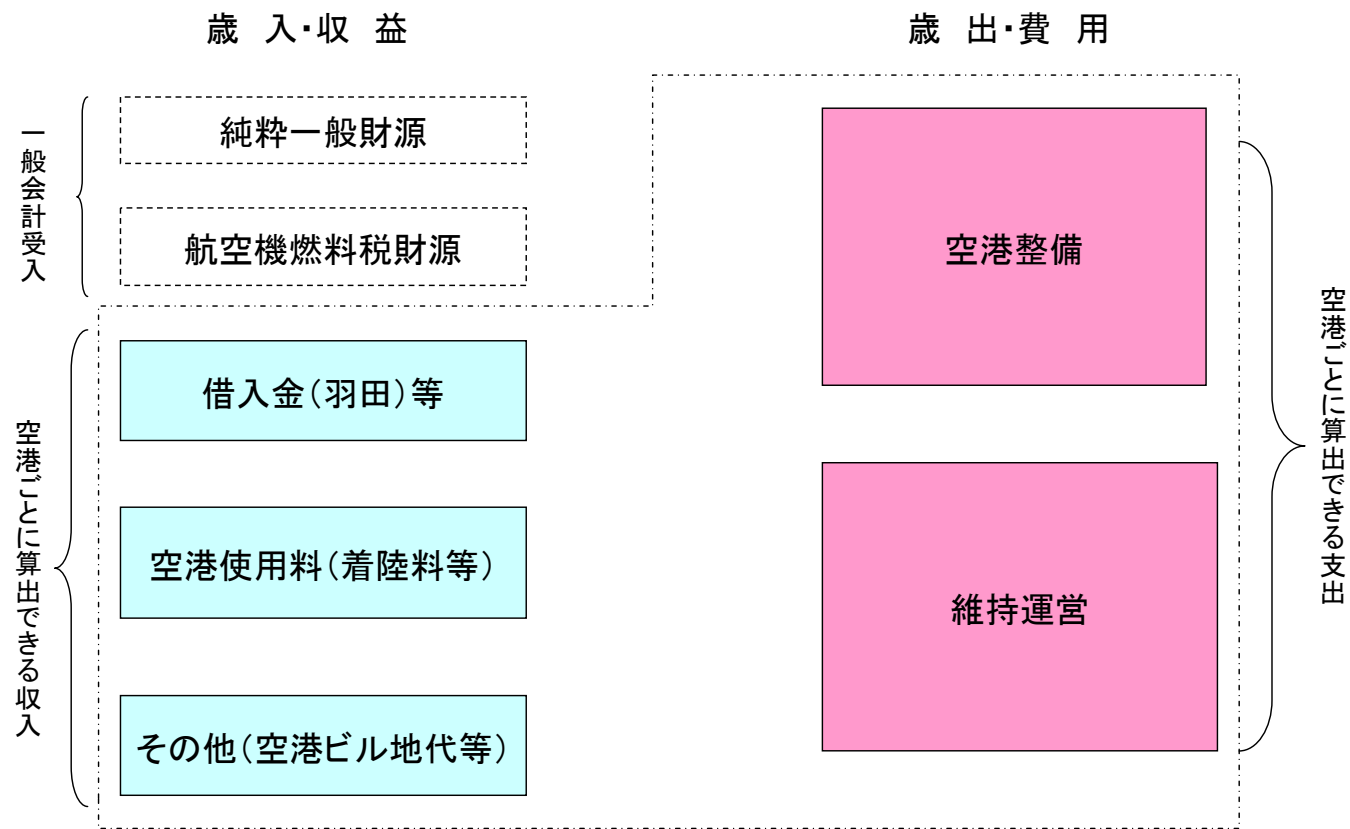 歳 入・収 益
歳 出・費 用
一般会計受入
純粋一般財源
航空機燃料税財源
空港ごとに算出できる収入
借入金(羽田)等
空港使用料(着陸料等)
その他(空港ビル地代等)
空港整備
維持運営
空港ごとに算出できる支出